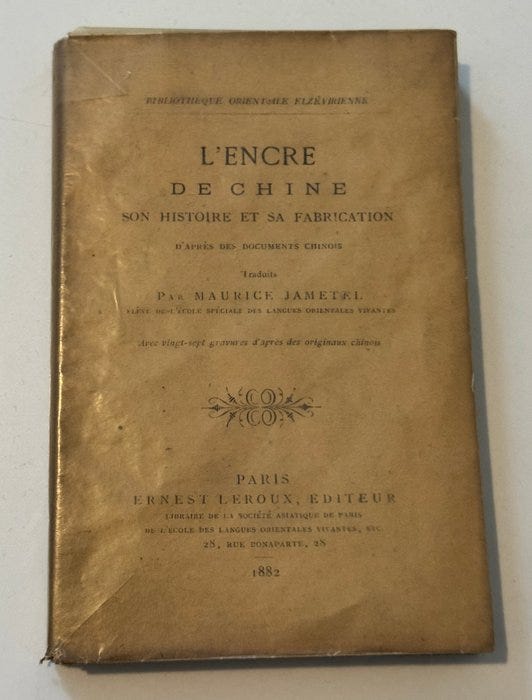 BIBLIOTHÈQUE ORIENTALE ELZÉVIRIENNE
L'ENCRE
DE CHINE
SON HISTOIRE ET SA FABRICATION
D'APRÈS DES DOCUMENTS CHINOIS
Traduits
PAR MAURICE JAMETEL
ÉLÈVE DE L'ÉCOLE SPÉCIALE DES LANGUES ORIENTALES VIVANTES
Avec vingt-sept gravures d'après des originaux chinois
PARIS
ERNEST LEROUX, ÉDITEUR
LIBRAIRE DE LA SOCIÉTÉ ASIATIQUE DE PARIS
DE L'ÉCOLE DES LANGUES ORIENTALES VIVANTES, ETC.
28, RUE BONAPARTE, 28
1882